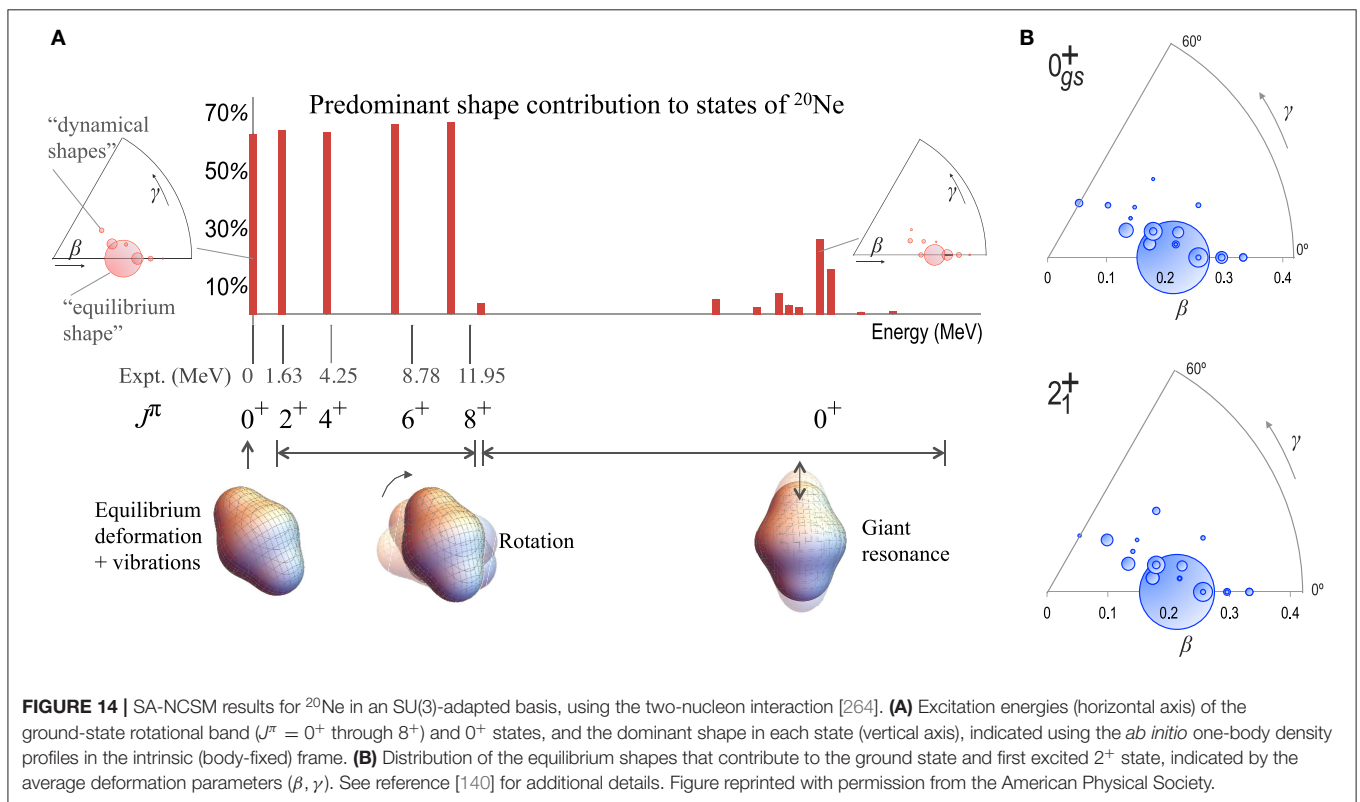 A
Predominant shape contribution to states of ²⁰Ne
70%
50%
30%
10%
“dynamical
shapes”
γ
β
“equilibrium
shape”
γ
β
Energy (MeV)
Expt. (MeV) 0 1.63 4.25 8.78 11.95
Jπ 0⁺ 2⁺ 4⁺ 6⁺ 8⁺ 0⁺
Equilibrium
deformation
+ vibrations
Rotation
Giant
resonance
B
0⁺gs
60º
γ
0º
0 0.1 0.2 0.3 0.4
β
2⁺1
60º
γ
0º
0 0.1 0.2 0.3 0.4
β
FIGURE 14 | SA-NCSM results for ²⁰Ne in an SU(3)-adapted basis, using the two-nucleon interaction [264]. (A) Excitation energies (horizontal axis) of the
ground-state rotational band (Jπ = 0⁺ through 8⁺) and 0⁺ states, and the dominant shape in each state (vertical axis), indicated using the ab initio one-body density
profiles in the intrinsic (body-fixed) frame. (B) Distribution of the equilibrium shapes that contribute to the ground state and first excited 2⁺ state, indicated by the
average deformation parameters (β, γ). See reference [140] for additional details. Figure reprinted with permission from the American Physical Society.